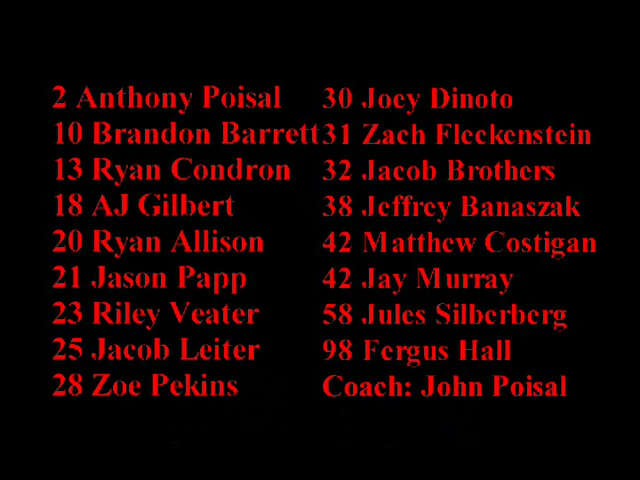 2 Anthony Poisal
10 Brandon Barrett
13 Ryan Condron
18 AJ Gilbert
20 Ryan Allison
21 Jason Papp
23 Riley Veater
25 Jacob Leiter
28 Zoe Pekins
30 Joey Dinoto
31 Zach Fleckenstein
32 Jacob Brothers
38 Jeffrey Banaszak
42 Matthew Costigan
42 Jay Murray
58 Jules Silberberg
98 Fergus Hall
Coach: John Poisal